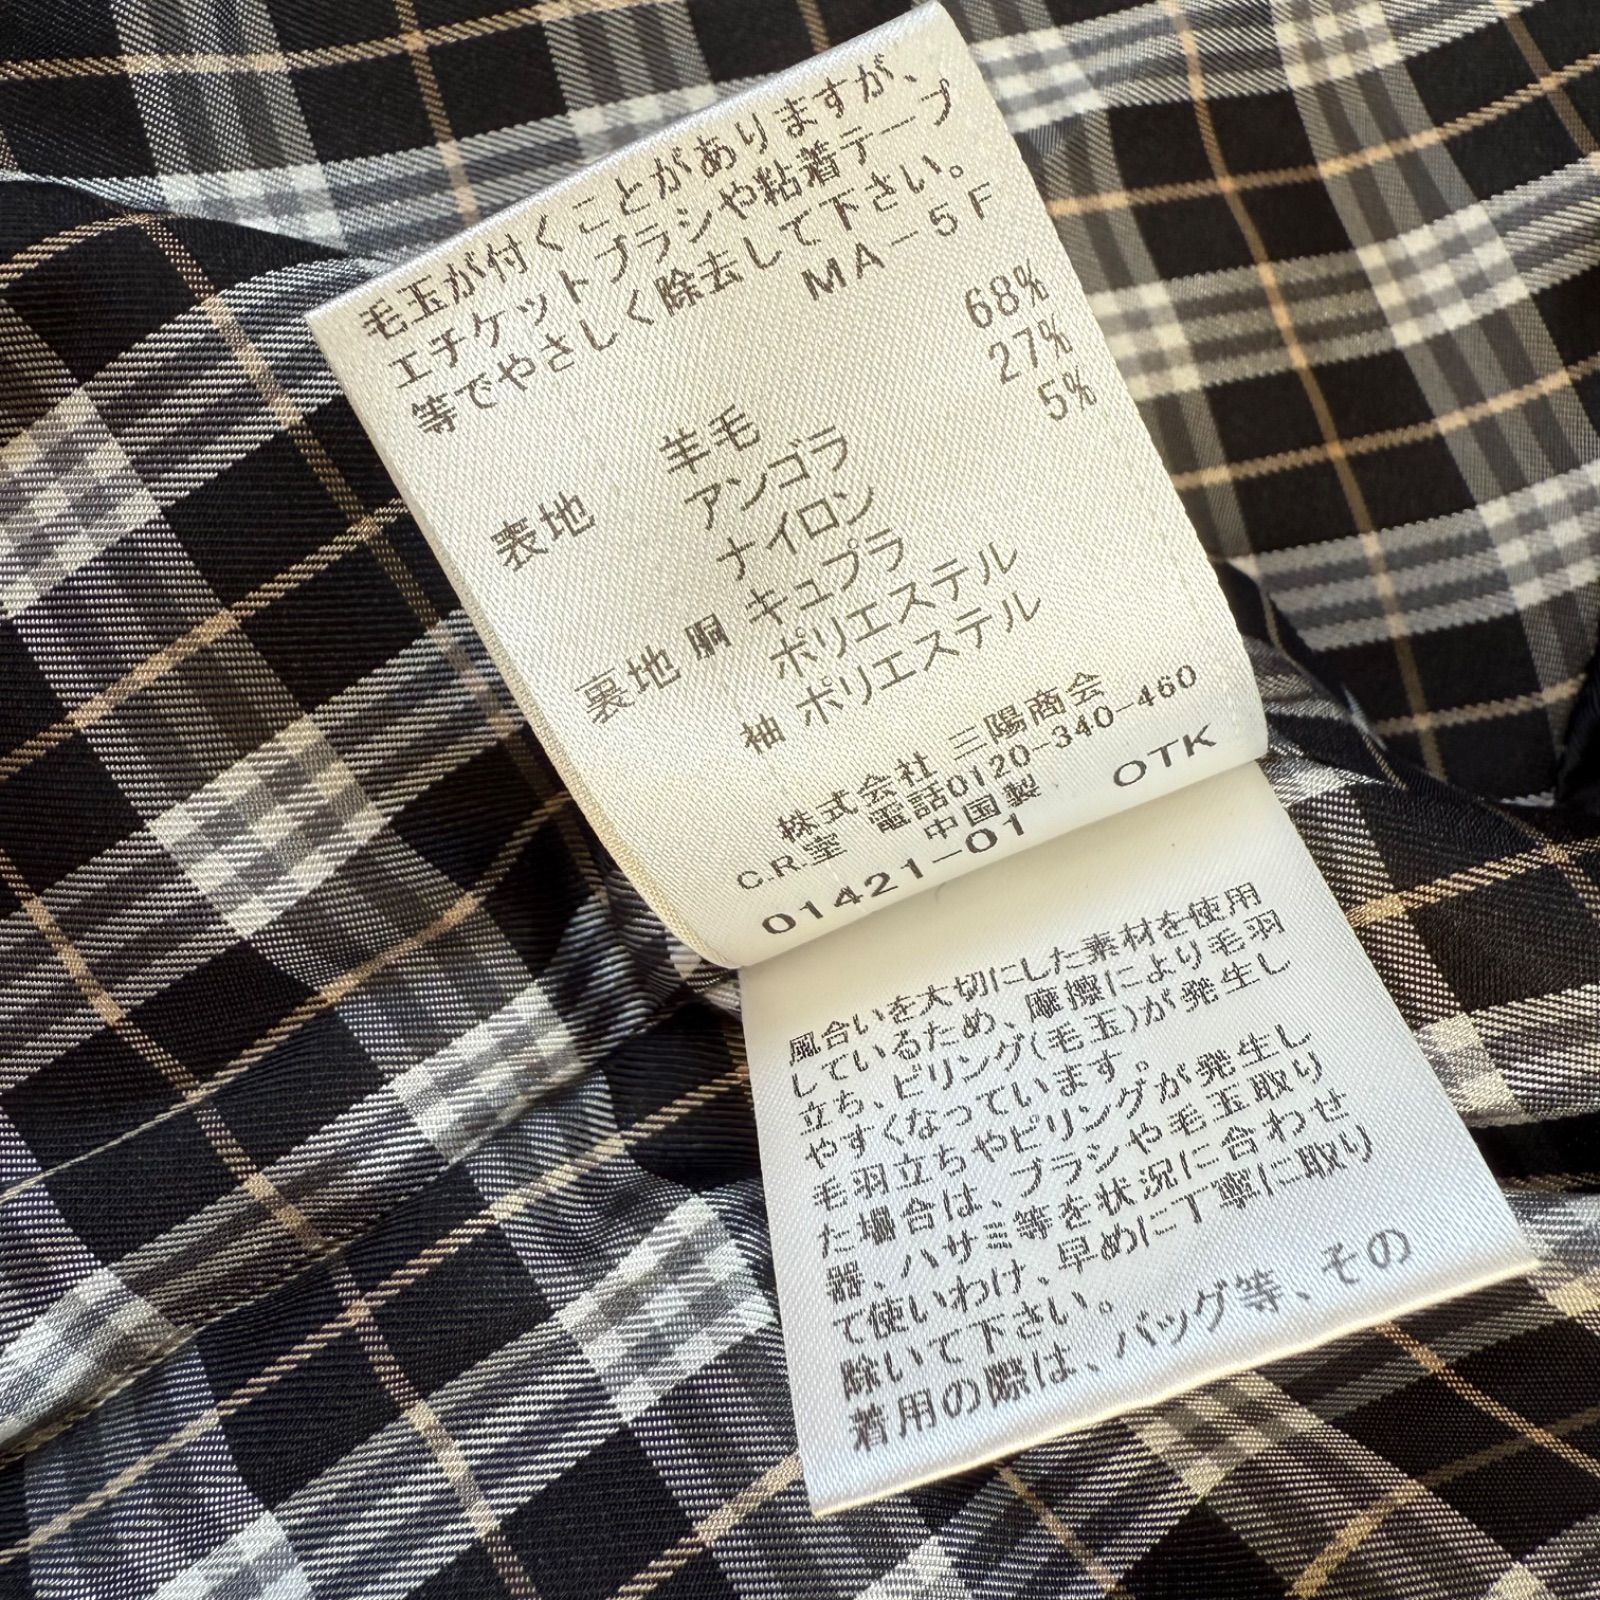 毛玉が付くことがありますが、
エチケットブラシや粘着テープ
等でやさしく除去して下さい。
MA-5F
表地 羊毛 68%
アンゴラ 27%
ナイロン 5%
裏地 胴 キュプラ
ポリエステル
袖 ポリエステル
株式会社 三陽商会
C.R.室 電話0120-340-460
中国製 OTK
01421-01
風合いを大切にした素材を使用
しているため、摩擦により毛羽
立ち、ピリング(毛玉)が発生し
やすくなっています。
毛羽立ちやピリングが発生し
た場合は、ブラシや毛玉取り
器、ハサミ等を状況に合わせ
て使いわけ、早めに丁寧に取り
除いて下さい。
着用の際は、バッグ等、その